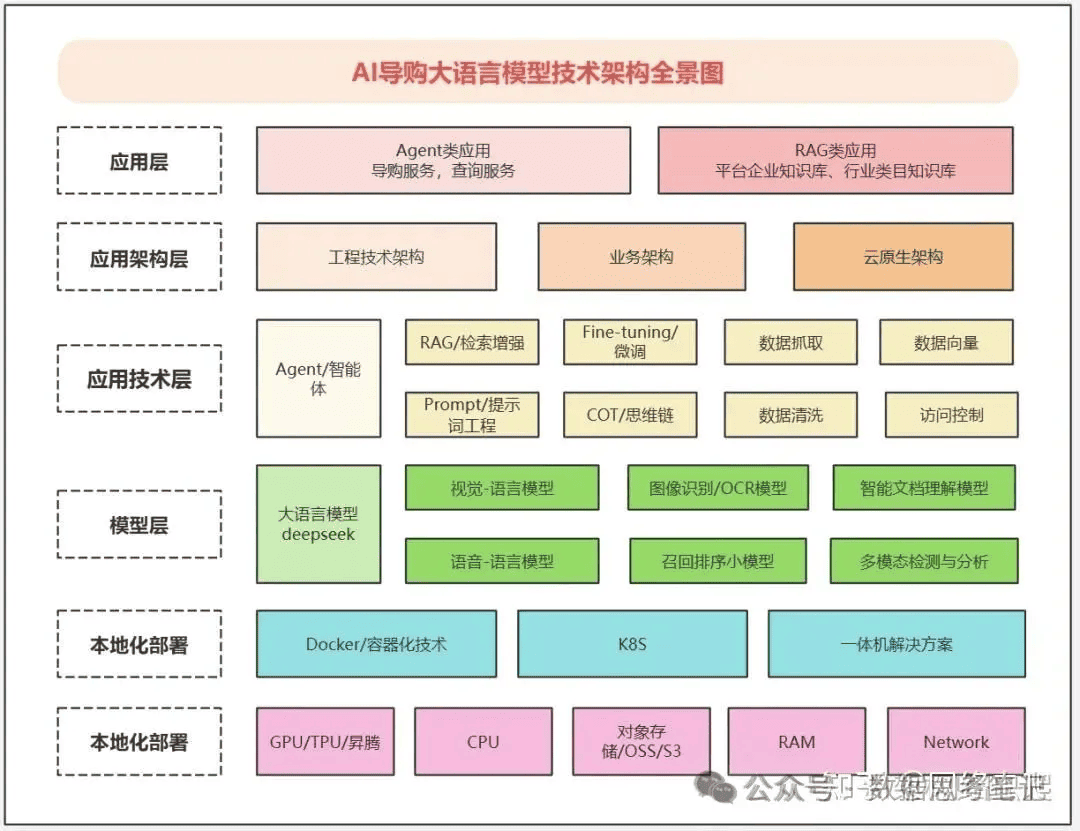 AI导购大语言模型技术架构全景图
应用层
Agent类应用
导购服务，查询服务
RAG类应用
平台企业知识库、行业类目知识库
应用架构层
工程技术架构
业务架构
云原生架构
应用技术层
Agent/智能
体
RAG/检索增强
Fine-tuning/
微调
数据抓取
数据向量
Prompt/提示
词工程
COT/思维链
数据清洗
访问控制
模型层
大语言模型
deepseek
视觉-语言模型
图像识别/OCR模型
智能文档理解模型
语音-语言模型
召回排序小模型
多模态检测与分析
本地化部署
Docker/容器化技术
K8S
一体机解决方案
本地化部署
GPU/TPU/昇腾
CPU
对象存
储/OSS/S3
RAM
Network
公众号